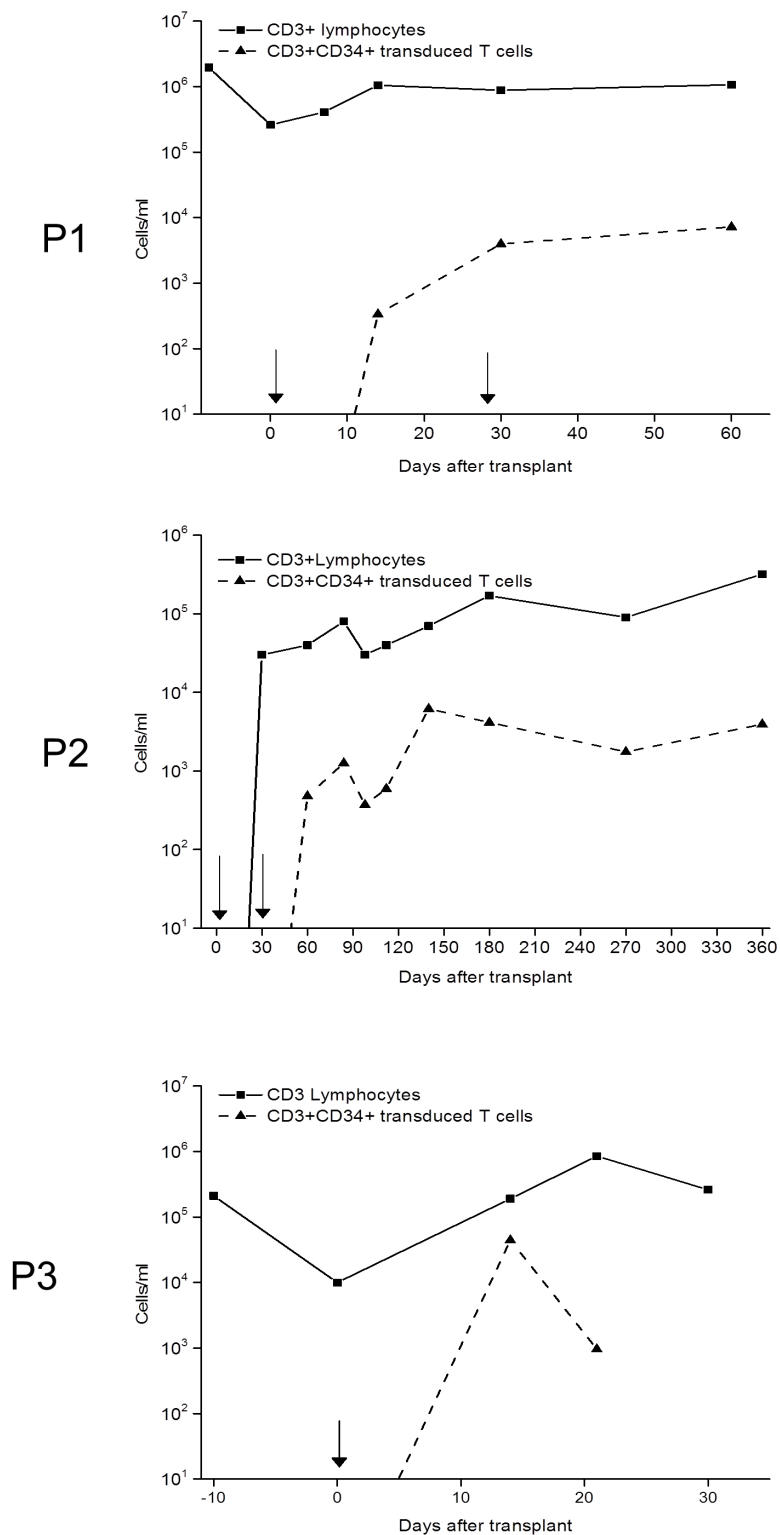 P1
CD3+ lymphocytes
CD3+CD34+ transduced T cells
Cells/ml
10^7
10^6
10^5
10^4
10^3
10^2
10^1
0 10 20 30 40 50 60
Days after transplant
P2
CD3+Lymphocytes
CD3+CD34+ transduced T cells
Cells/ml
10^6
10^5
10^4
10^3
10^2
10^1
0 30 60 90 120 150 180 210 240 270 300 330 360
Days after transplant
P3
CD3 Lymphocytes
CD3+CD34+ transduced T cells
Cells/ml
10^7
10^6
10^5
10^4
10^3
10^2
10^1
-10 0 10 20 30
Days after transplant